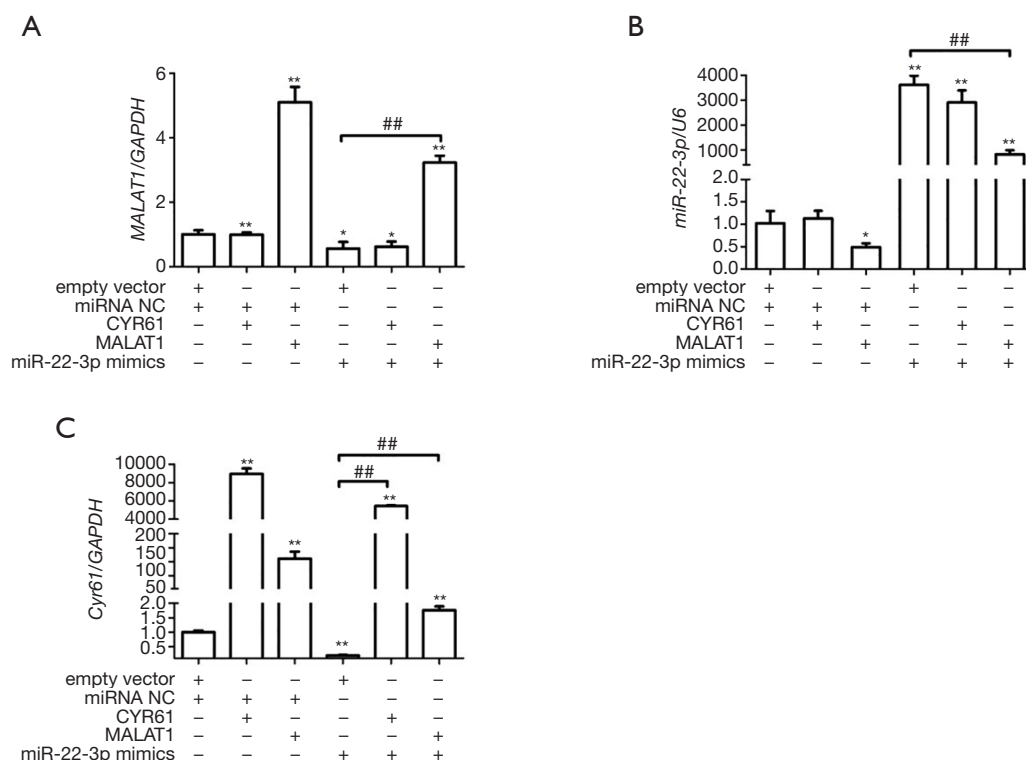 A
MALAT1/GAPDH
6
4
2
0
**
**
*
*
**
##
empty vector + – – + – –
miRNA NC + + + – – –
CYR61 – + – – + –
MALAT1 – – + – – +
miR-22-3p mimics – – – + + +
B
miR-22-3p/U6
4000
3000
2000
1000
2.0
1.5
1.0
0.5
0.0
*
**
**
**
##
empty vector + – – + – –
miRNA NC + + + – – –
CYR61 – + – – + –
MALAT1 – – + – – +
miR-22-3p mimics – – – + + +
C
Cyr61/GAPDH
10000
8000
6000
4000
200
150
100
50
2.0
1.5
1.0
0.5
**
**
**
**
**
##
##
empty vector + – – + – –
miRNA NC + + + – – –
CYR61 – + – – + –
MALAT1 – – + – – +
miR-22-3p mimics – – – + + +